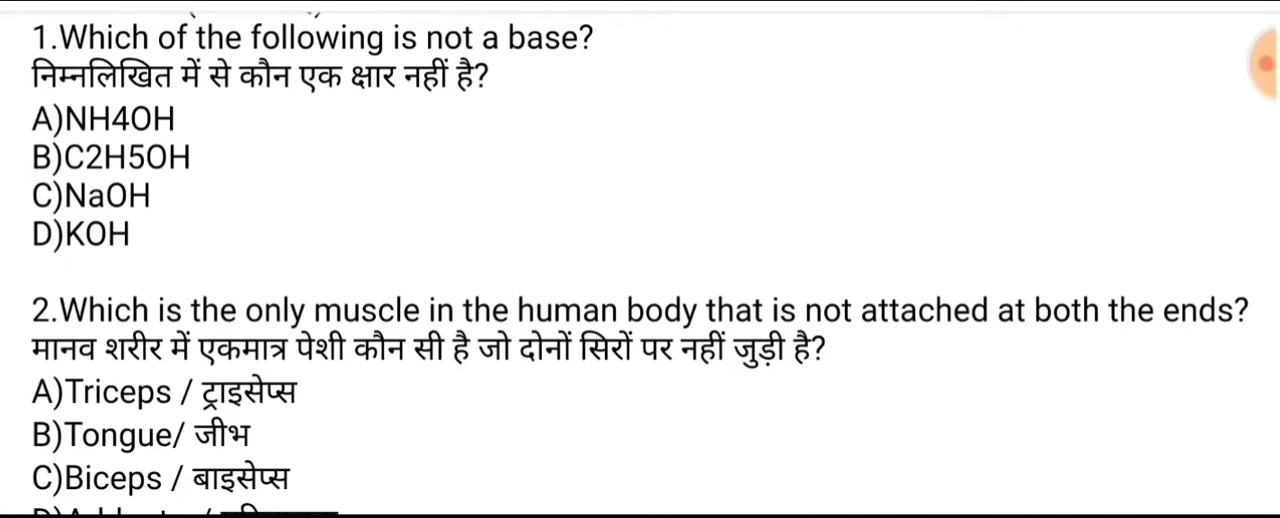 1.Which of the following is not a base?
निम्नलिखित में से कौन एक क्षार नहीं है?
A)NH4OH
B)C2H5OH
C)NaOH
D)KOH
2.Which is the only muscle in the human body that is not attached at both the ends?
मानव शरीर में एकमात्र पेशी कौन सी है जो दोनों सिरों पर नहीं जुड़ी है?
A)Triceps / ट्राइसेप्स
B)Tongue/ जीभ
C)Biceps / बाइसेप्स